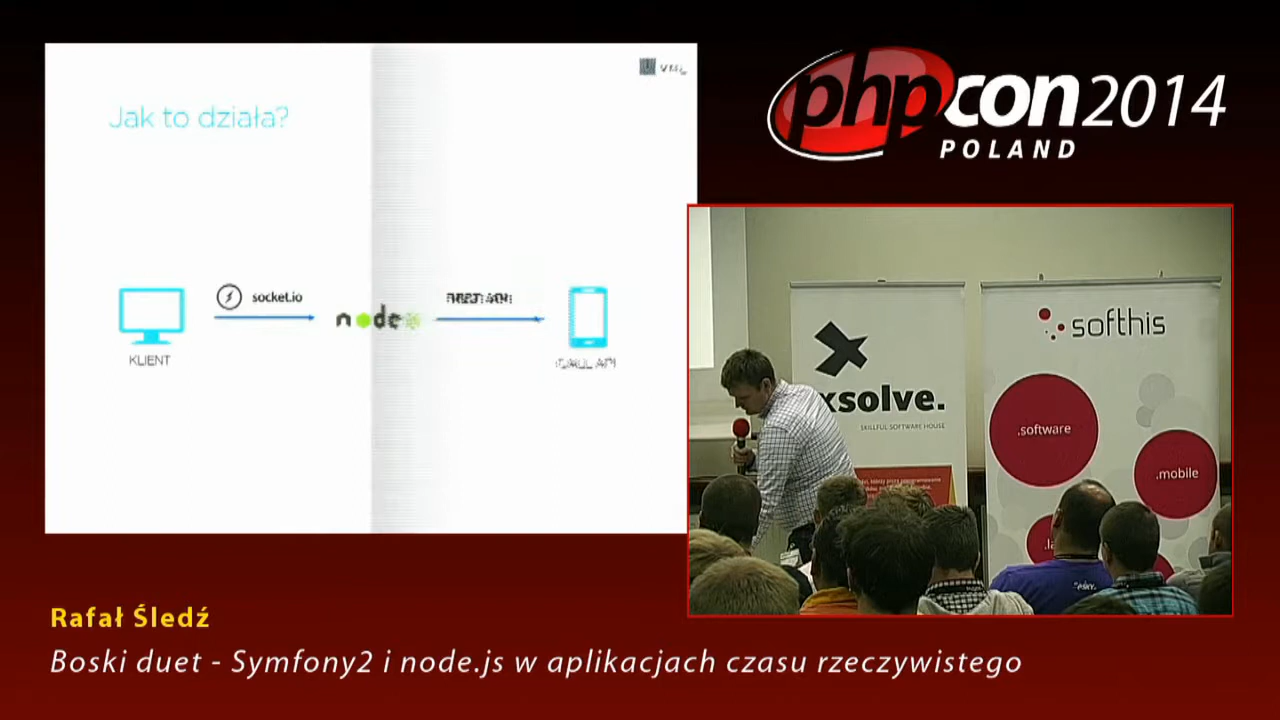 Jak to działa?
socket.io
node
KLIENT
phpcon2014
POLAND
xsolve.
SKILLFUL SOFTWARE HOUSE
softhis
.software
.mobile
Rafał Śledź
Boski duet - Symfony2 i node.js w aplikacjach czasu rzeczywistego